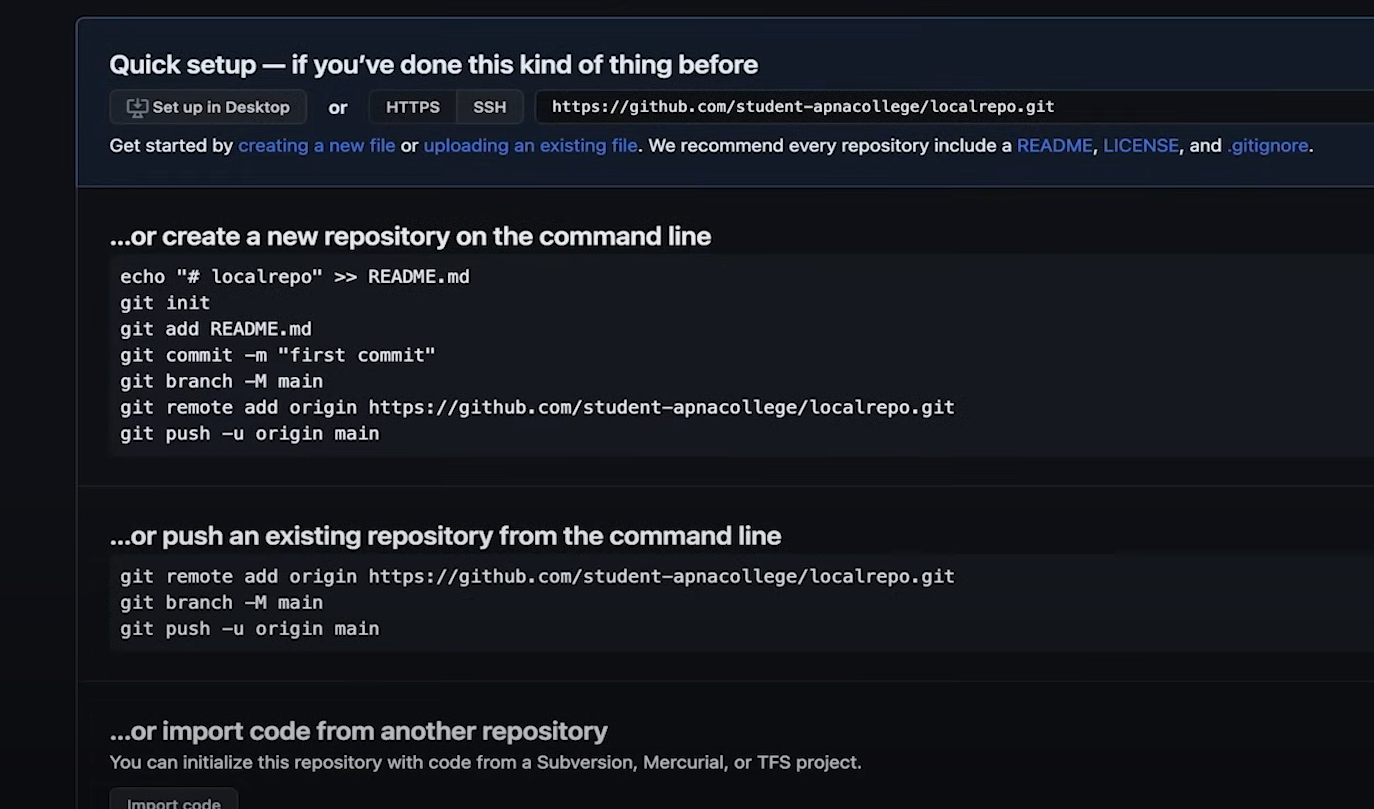 Quick setup — if you’ve done this kind of thing before
Set up in Desktop or HTTPS SSH https://github.com/student-apnacollege/localrepo.git
Get started by creating a new file or uploading an existing file. We recommend every repository include a README, LICENSE, and .gitignore.
...or create a new repository on the command line
echo "# localrepo" >> README.md
git init
git add README.md
git commit -m "first commit"
git branch -M main
git remote add origin https://github.com/student-apnacollege/localrepo.git
git push -u origin main
...or push an existing repository from the command line
git remote add origin https://github.com/student-apnacollege/localrepo.git
git branch -M main
git push -u origin main
...or import code from another repository
You can initialize this repository with code from a Subversion, Mercurial, or TFS project.
Import code